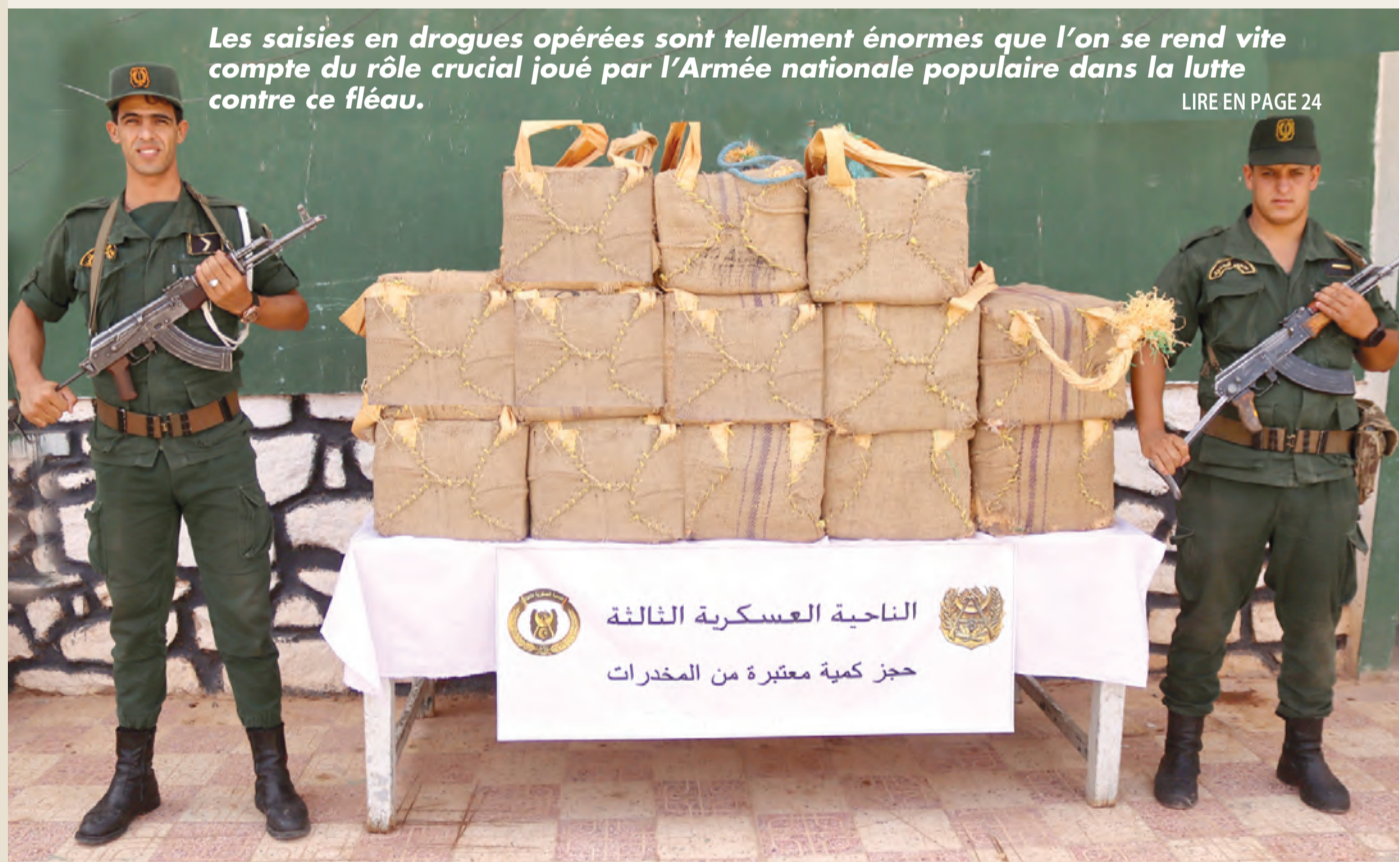 Les saisies en drogues opérées sont tellement énormes que l'on se rend vite
compte du rôle crucial joué par l'Armée nationale populaire dans la lutte
contre ce fléau.
LIRE EN PAGE 24
الناحية العسكرية الثالثة
حجز كمية معتبرة من المخدرات